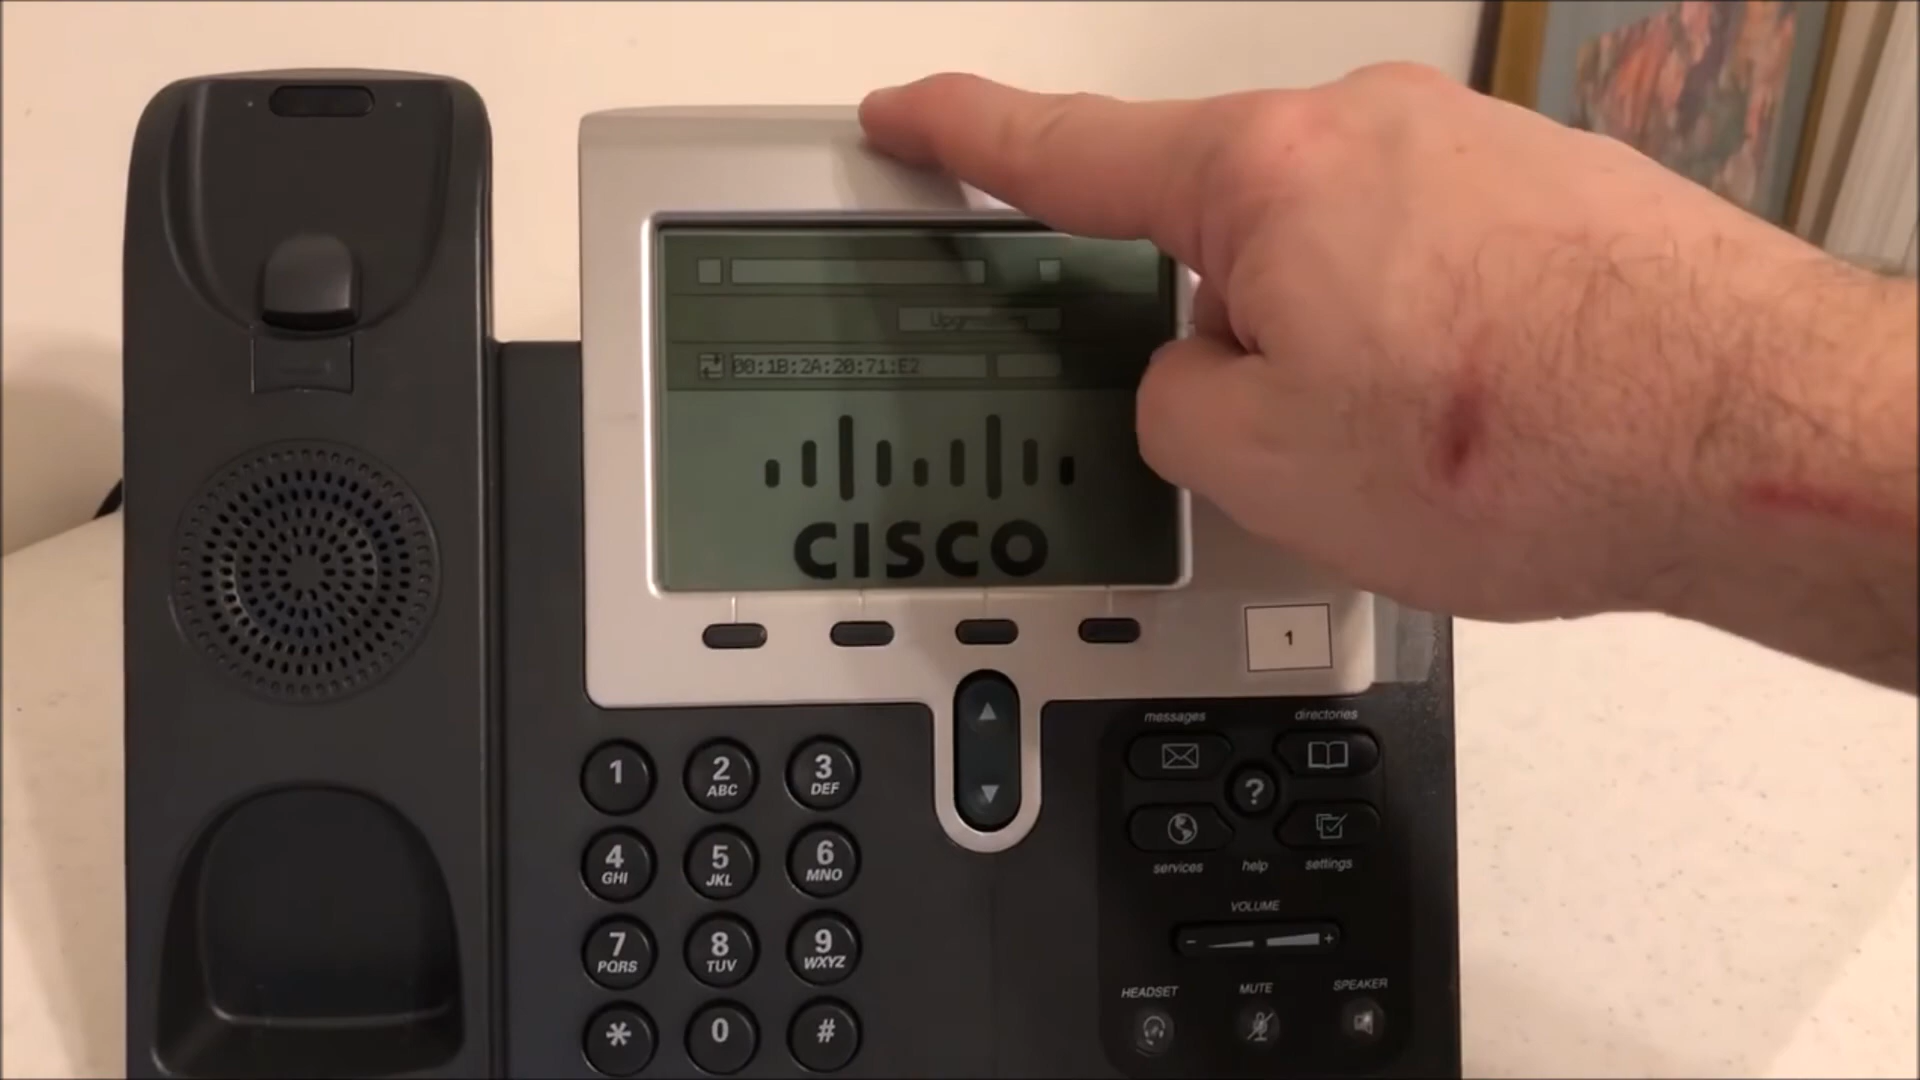 Upgrading
00:1B:2A:20:71:E2
CISCO
1
messages
directories
?
services
help
settings
VOLUME
- +
HEADSET
MUTE
SPEAKER
1
2
ABC
3
DEF
4
GHI
5
JKL
6
MNO
7
PQRS
8
TUV
9
WXYZ
*
0
#